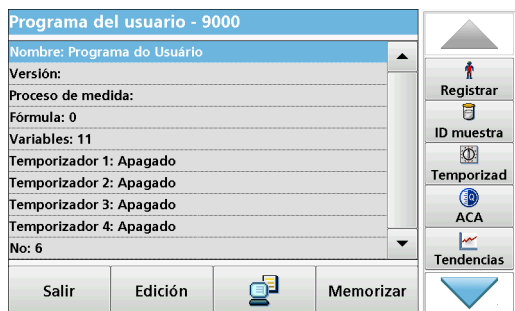 Programa del usuario - 9000
Nombre: Programa do Usuário
Versión:
Proceso de medida:
Fórmula: 0
Variables: 11
Temporizador 1: Apagado
Temporizador 2: Apagado
Temporizador 3: Apagado
Temporizador 4: Apagado
No: 6
Salir
Edición
Memorizar
Registrar
ID muestra
Temporizad
ACA
Tendencias